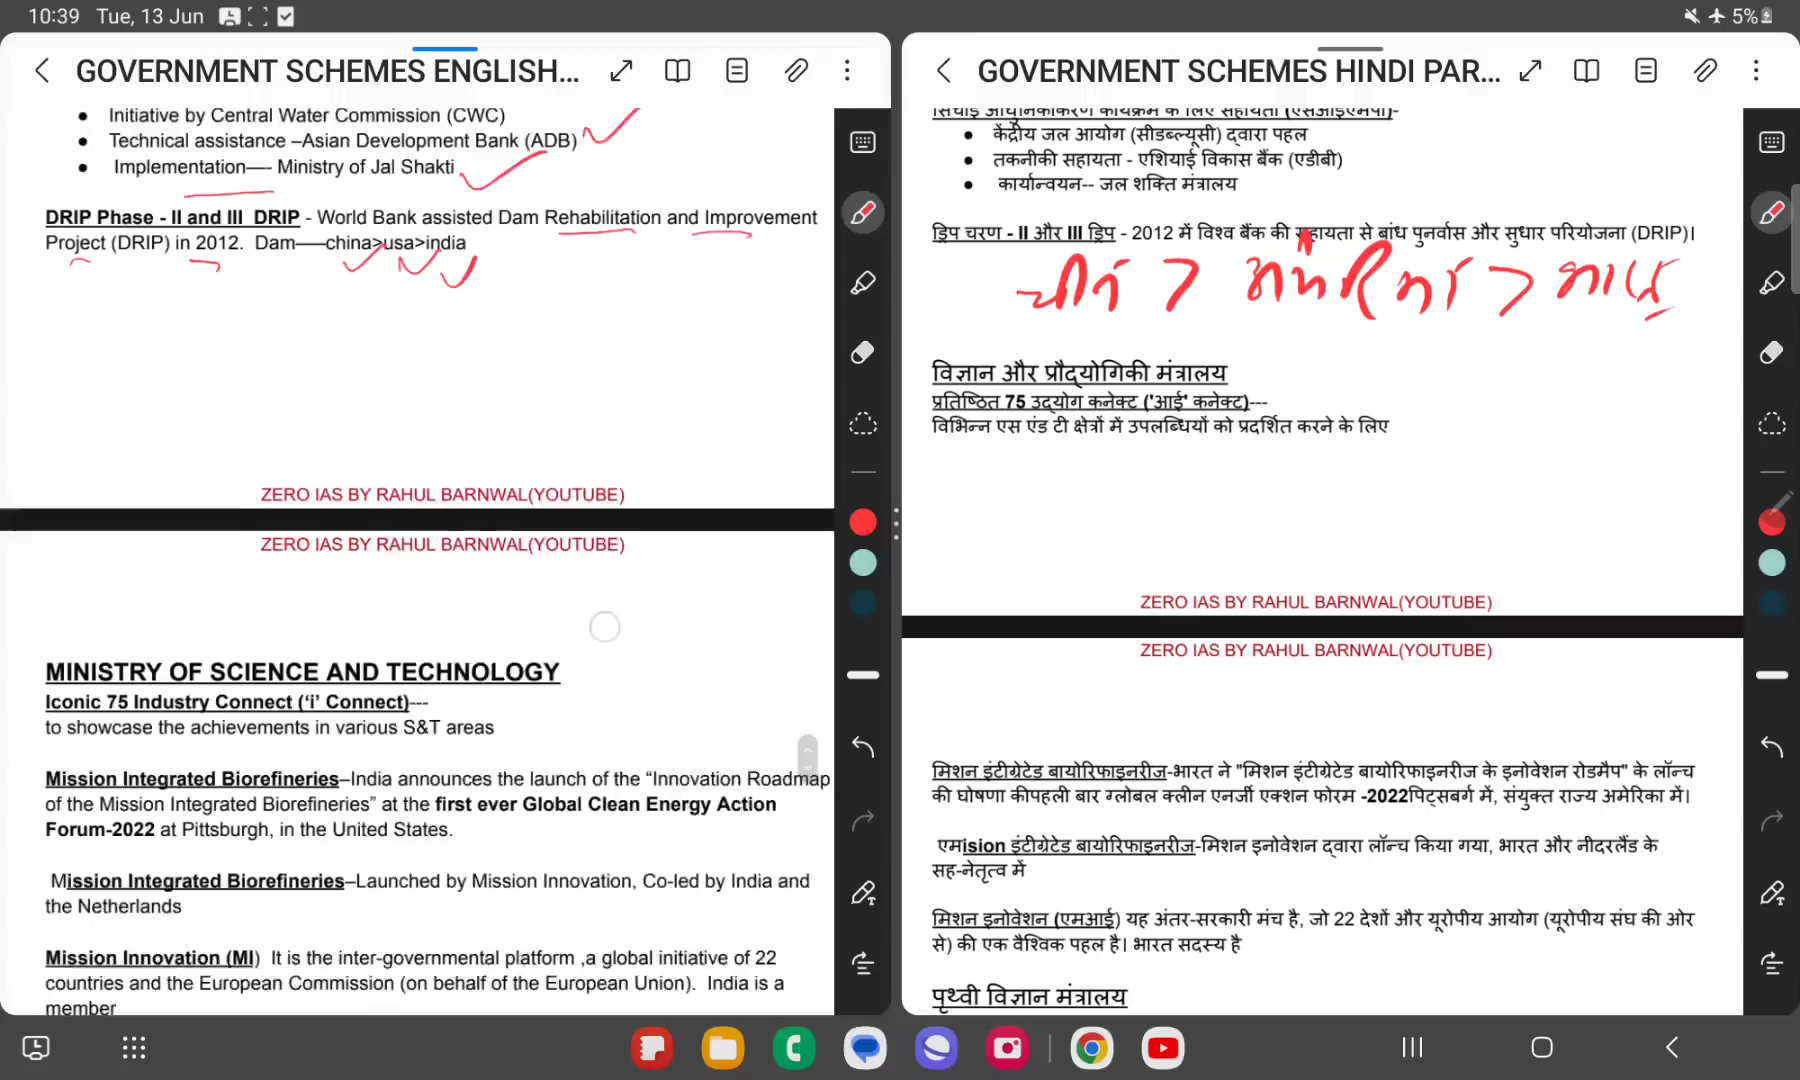 10:39 Tue, 13 Jun
5%
GOVERNMENT SCHEMES ENGLISH...
• Initiative by Central Water Commission (CWC)
• Technical assistance –Asian Development Bank (ADB)
• Implementation—- Ministry of Jal Shakti
DRIP Phase - II and III DRIP - World Bank assisted Dam Rehabilitation and Improvement
Project (DRIP) in 2012. Dam—–china>usa>india
ZERO IAS BY RAHUL BARNWAL(YOUTUBE)
ZERO IAS BY RAHUL BARNWAL(YOUTUBE)
MINISTRY OF SCIENCE AND TECHNOLOGY
Iconic 75 Industry Connect (‘i’ Connect)---
to showcase the achievements in various S&T areas
Mission Integrated Biorefineries–India announces the launch of the “Innovation Roadmap
of the Mission Integrated Biorefineries” at the first ever Global Clean Energy Action
Forum-2022 at Pittsburgh, in the United States.
Mission Integrated Biorefineries–Launched by Mission Innovation, Co-led by India and
the Netherlands
Mission Innovation (MI) It is the inter-governmental platform ,a global initiative of 22
countries and the European Commission (on behalf of the European Union). India is a
member
GOVERNMENT SCHEMES HINDI PAR...
सिंचाई आधुनिकीकरण कार्यक्रम के लिए सहायता (एसआईएमपी)-
• केंद्रीय जल आयोग (सीडब्ल्यूसी) द्वारा पहल
• तकनीकी सहायता - एशियाई विकास बैंक (एडीबी)
• कार्यान्वयन-- जल शक्ति मंत्रालय
ड्रिप चरण - II और III ड्रिप - 2012 में विश्व बैंक की सहायता से बांध पुनर्वास और सुधार परियोजना (DRIP)।
चीन > अमेरिका > भारत
विज्ञान और प्रौद्योगिकी मंत्रालय
प्रतिष्ठित 75 उद्योग कनेक्ट ('आई' कनेक्ट)---
विभिन्न एस एंड टी क्षेत्रों में उपलब्धियों को प्रदर्शित करने के लिए
ZERO IAS BY RAHUL BARNWAL(YOUTUBE)
ZERO IAS BY RAHUL BARNWAL(YOUTUBE)
मिशन इंटीग्रेटेड बायोरिफाइनरीज-भारत ने "मिशन इंटीग्रेटेड बायोरिफाइनरीज के इनोवेशन रोडमैप" के लॉन्च
की घोषणा कीपहली बार ग्लोबल क्लीन एनर्जी एक्शन फोरम -2022पिट्सबर्ग में, संयुक्त राज्य अमेरिका में।
एमision इंटीग्रेटेड बायोरिफाइनरीज-मिशन इनोवेशन द्वारा लॉन्च किया गया, भारत और नीदरलैंड के
सह-नेतृत्व में
मिशन इनोवेशन (एमआई) यह अंतर-सरकारी मंच है, जो 22 देशों और यूरोपीय आयोग (यूरोपीय संघ की ओर
से) की एक वैश्विक पहल है। भारत सदस्य है
पृथ्वी विज्ञान मंत्रालय